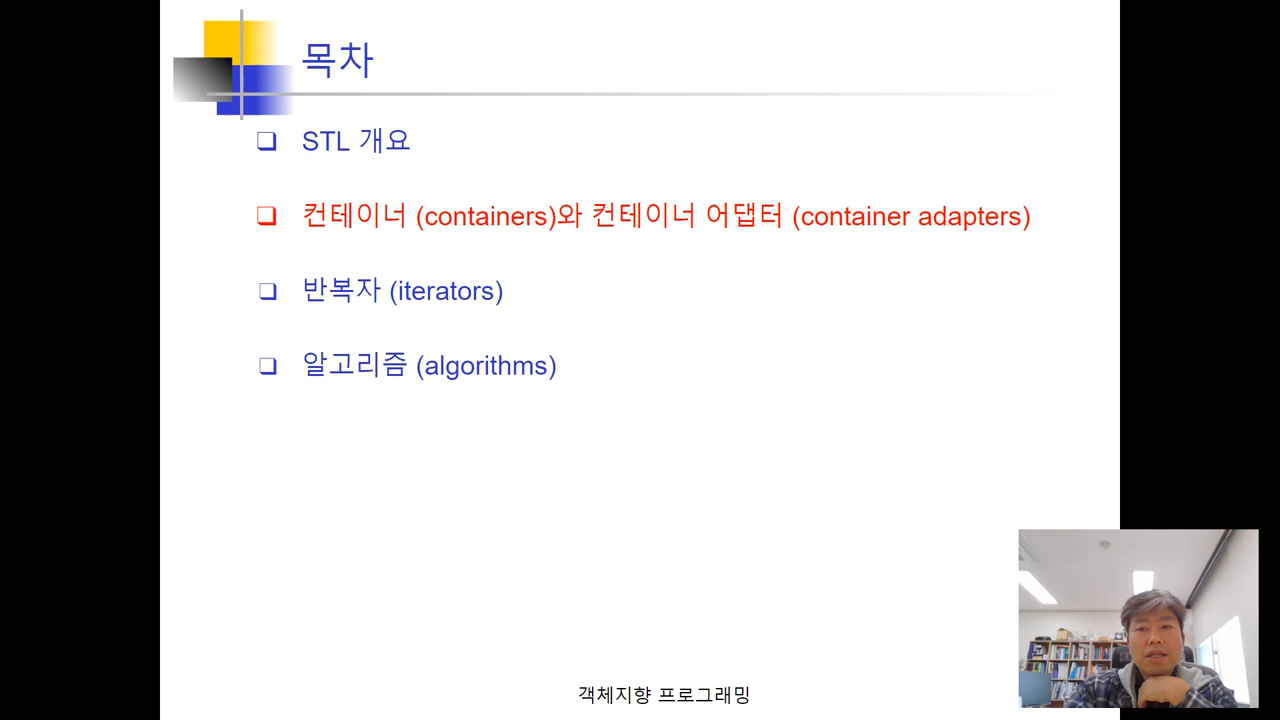 목차
STL 개요
컨테이너 (containers)와 컨테이너 어댑터 (container adapters)
반복자 (iterators)
알고리즘 (algorithms)
객체지향 프로그래밍